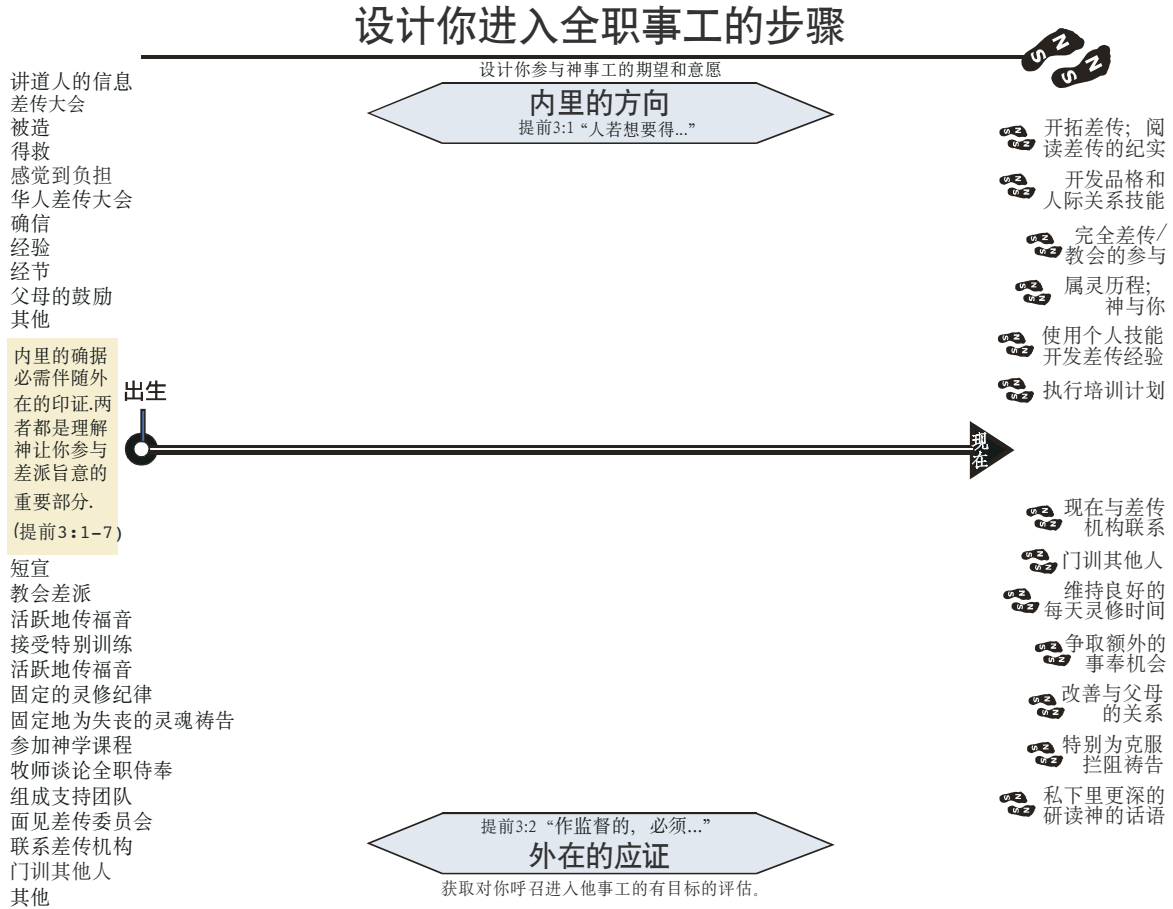 设计你进入全职事工的步骤
设计你参与神事工的期望和意愿
内里的方向
提前3:1 “人若想要得...”
讲道人的信息
差传大会
被造
得救
感觉到负担
华人差传大会
确信
经验
经节
父母的鼓励
其他
内里的确据
必需伴随外
在的印证.两
者都是理解
神让你参与
差派旨意的
重要部分.
(提前3:1-7)
出生
现在
短宣
教会差派
活跃地传福音
接受特别训练
活跃地传福音
固定的灵修纪律
固定地为失丧的灵魂祷告
参加神学课程
牧师谈论全职侍奉
组成支持团队
面见差传委员会
联系差传机构
门训其他人
其他
N
S
N
S
开拓差传；阅
读差传的纪实
开发品格和
人际关系技能
完全差传/
教会的参与
属灵历程；
神与你
使用个人技能
开发差传经验
执行培训计划
现在与差传
机构联系
门训其他人
维持良好的
每天灵修时间
争取额外的
事奉机会
改善与父母
的关系
特别为克服
拦阻祷告
私下里更深的
研读神的话语
提前3:2 “作监督的，必须...”
外在的应证
获取对你呼召进入他事工的有目标的评估。